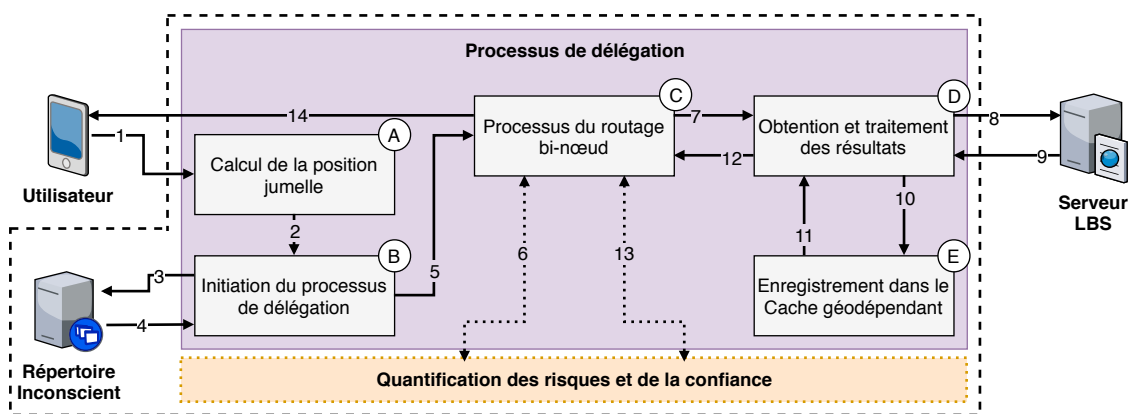 Processus de délégation
Utilisateur
1
14
A
Calcul de la position
jumelle
2
B
Initiation du processus
de délégation
3
4
Répertoire
Inconscient
5
C
Processus du routage
bi-nœud
6
13
7
12
D
Obtention et traitement
des résultats
8
9
Serveur
LBS
10
11
E
Enregistrement dans le
Cache géodépendant
Quantification des risques et de la confiance